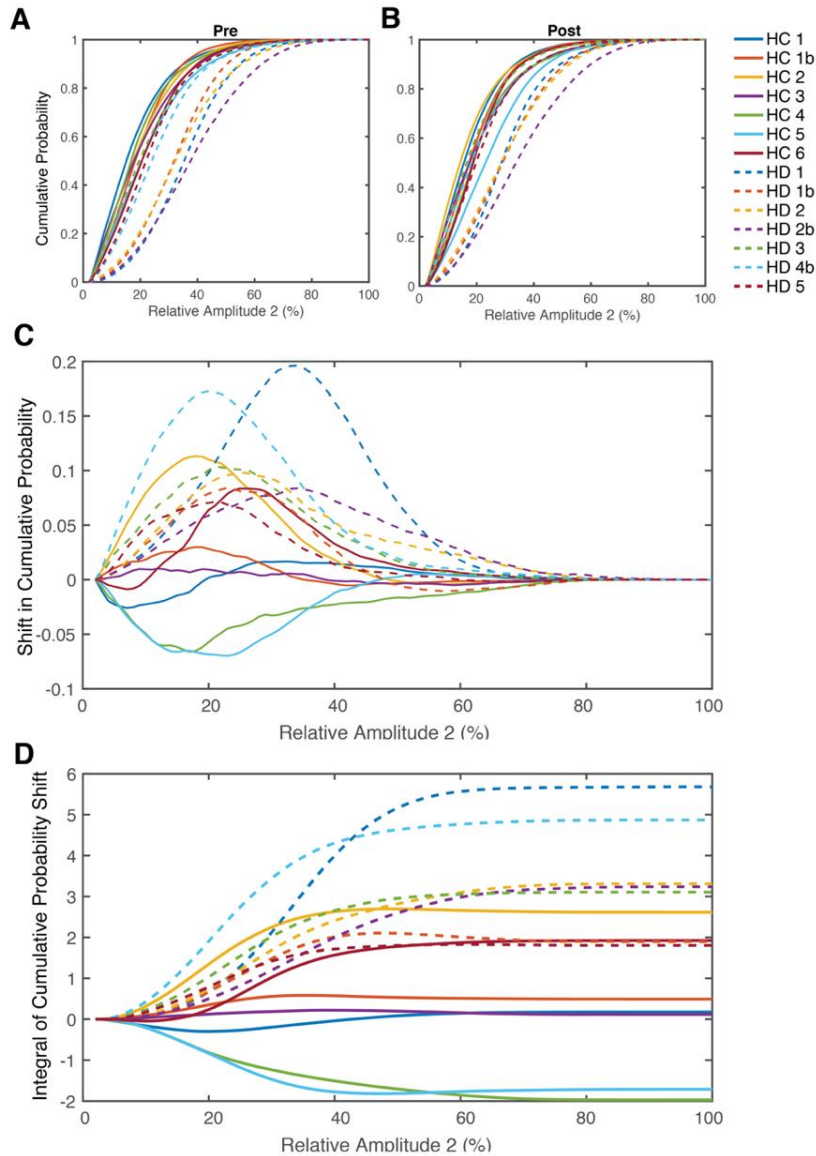 A
Pre
Cumulative Probability
1
0.8
0.6
0.4
0.2
0
0 20 40 60 80 100
Relative Amplitude 2 (%)
B
Post
1
0.8
0.6
0.4
0.2
0
0 20 40 60 80 100
Relative Amplitude 2 (%)
HC 1
HC 1b
HC 2
HC 3
HC 4
HC 5
HC 6
HD 1
HD 1b
HD 2
HD 2b
HD 3
HD 4b
HD 5
C
Shift in Cumulative Probability
0.2
0.15
0.1
0.05
0
-0.05
-0.1
0 20 40 60 80 100
Relative Amplitude 2 (%)
D
Integral of Cumulative Probability Shift
6
5
4
3
2
1
0
-1
-2
0 20 40 60 80 100
Relative Amplitude 2 (%)